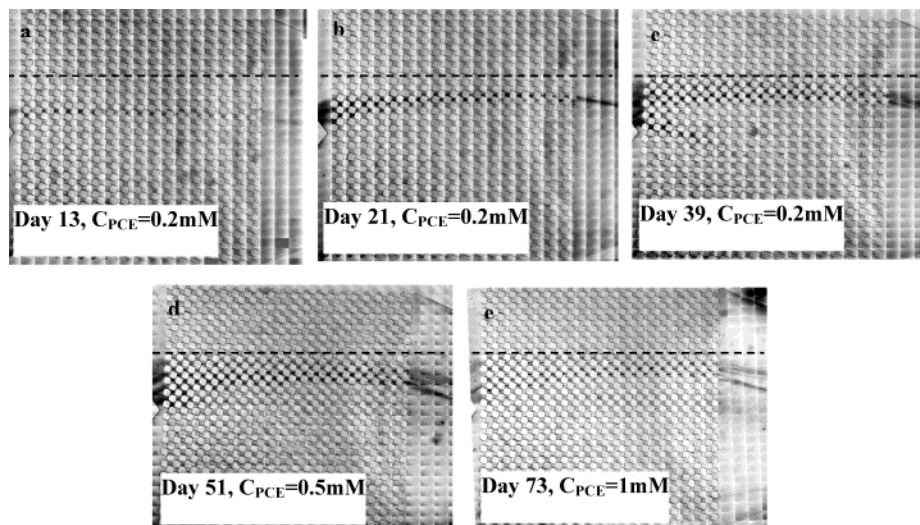 a
Day 13, CPCE=0.2mM
b
Day 21, CPCE=0.2mM
c
Day 39, CPCE=0.2mM
d
Day 51, CPCE=0.5mM
e
Day 73, CPCE=1mM